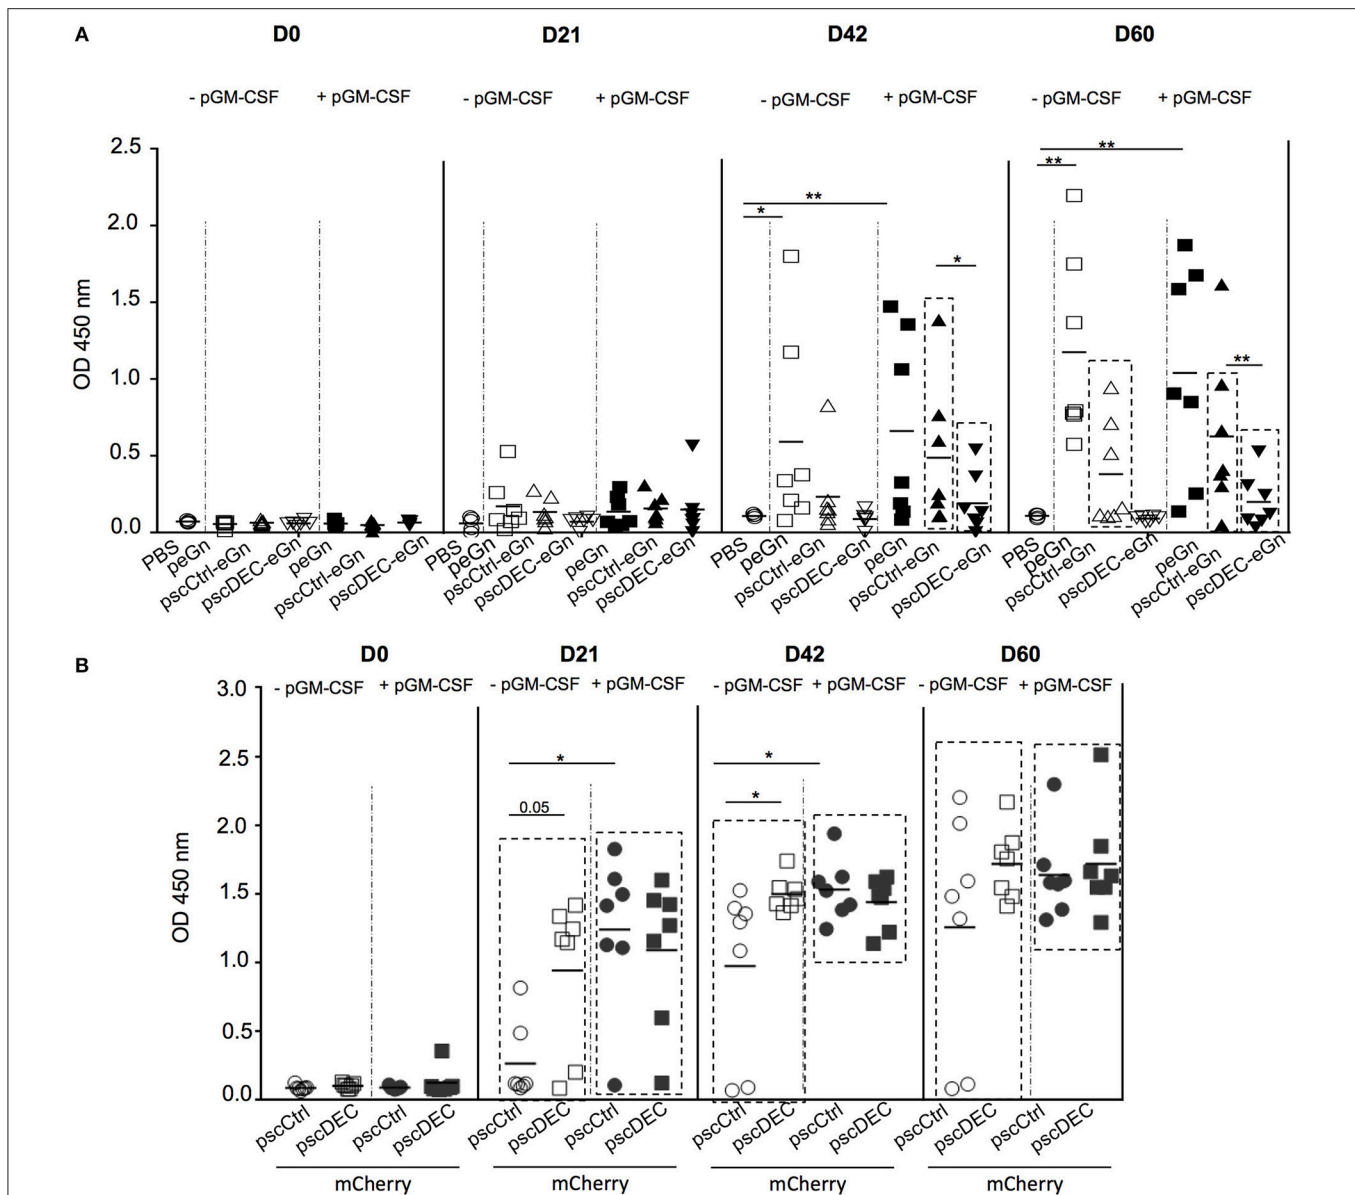 A
D0 D21 D42 D60
- pGM-CSF + pGM-CSF - pGM-CSF + pGM-CSF - pGM-CSF + pGM-CSF - pGM-CSF + pGM-CSF
** **
** *
* **
2.5
2.0
1.5
1.0
0.5
0.0
OD 450 nm
PBS peGn pscCtrl-eGn pscDEC-eGn peGn pscCtrl-eGn pscDEC-eGn PBS peGn pscCtrl-eGn pscDEC-eGn peGn pscCtrl-eGn pscDEC-eGn PBS peGn pscCtrl-eGn pscDEC-eGn peGn pscCtrl-eGn pscDEC-eGn PBS peGn pscCtrl-eGn pscDEC-eGn peGn pscCtrl-eGn pscDEC-eGn
B
D0 D21 D42 D60
- pGM-CSF + pGM-CSF - pGM-CSF + pGM-CSF - pGM-CSF + pGM-CSF - pGM-CSF + pGM-CSF
* *
0.05 *
3.0
2.5
2.0
1.5
1.0
0.5
0.0
OD 450 nm
pscCtrl pscDEC pscCtrl pscDEC pscCtrl pscDEC pscCtrl pscDEC pscCtrl pscDEC pscCtrl pscDEC pscCtrl pscDEC pscCtrl pscDEC
mCherry mCherry mCherry mCherry